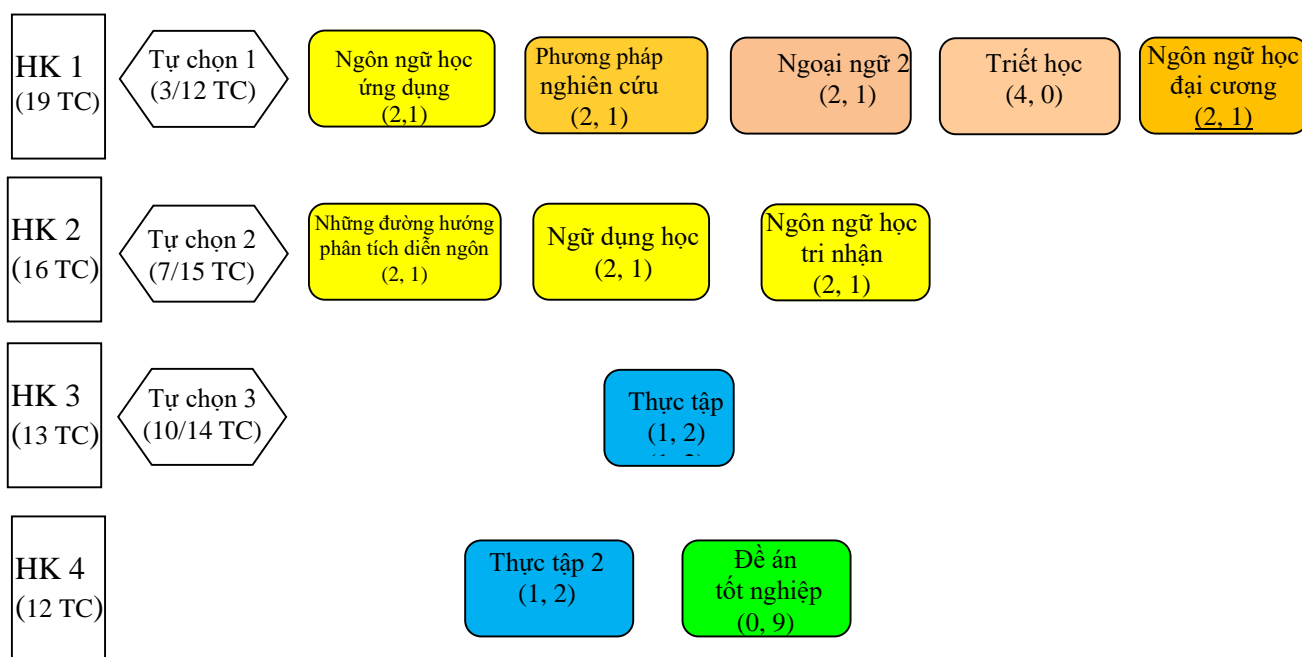 HK 1
(19 TC)
Tự chọn 1
(3/12 TC)
Ngôn ngữ học
ứng dụng
(2,1)
Phương pháp
nghiên cứu
(2, 1)
Ngoại ngữ 2
(2, 1)
Triết học
(4, 0)
Ngôn ngữ học
đại cương
(2, 1)
HK 2
(16 TC)
Tự chọn 2
(7/15 TC)
Những đường hướng
phân tích diễn ngôn
(2, 1)
Ngữ dụng học
(2, 1)
Ngôn ngữ học
tri nhận
(2, 1)
HK 3
(13 TC)
Tự chọn 3
(10/14 TC)
Thực tập
(1, 2)
HK 4
(12 TC)
Thực tập 2
(1, 2)
Đề án
tốt nghiệp
(0, 9)